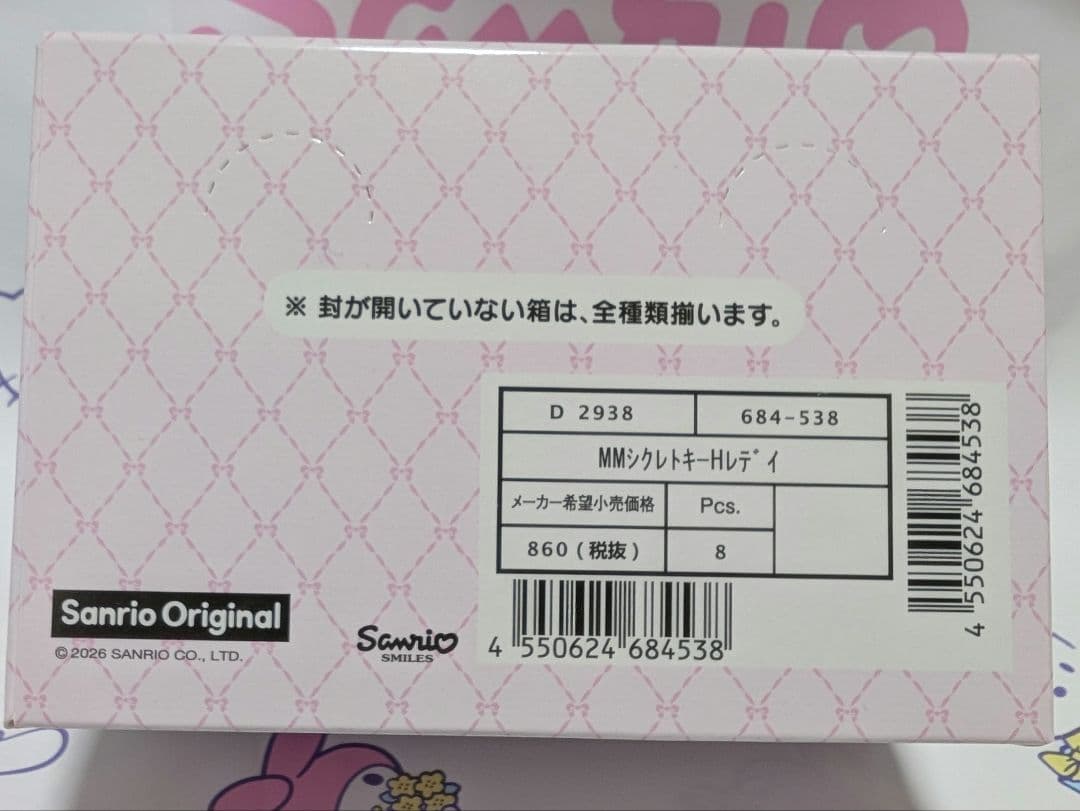 SANRIO
※ 封が開いていない箱は、全種類揃います。
D 2938
684-538
MMシクレトキーHレデイ
メーカー希望小売価格
Pcs.
860（税抜）
8
4 550624 684538
4 550624 684538
Sanrio Original
© 2026 SANRIO CO., LTD.
Sanrio
SMILES